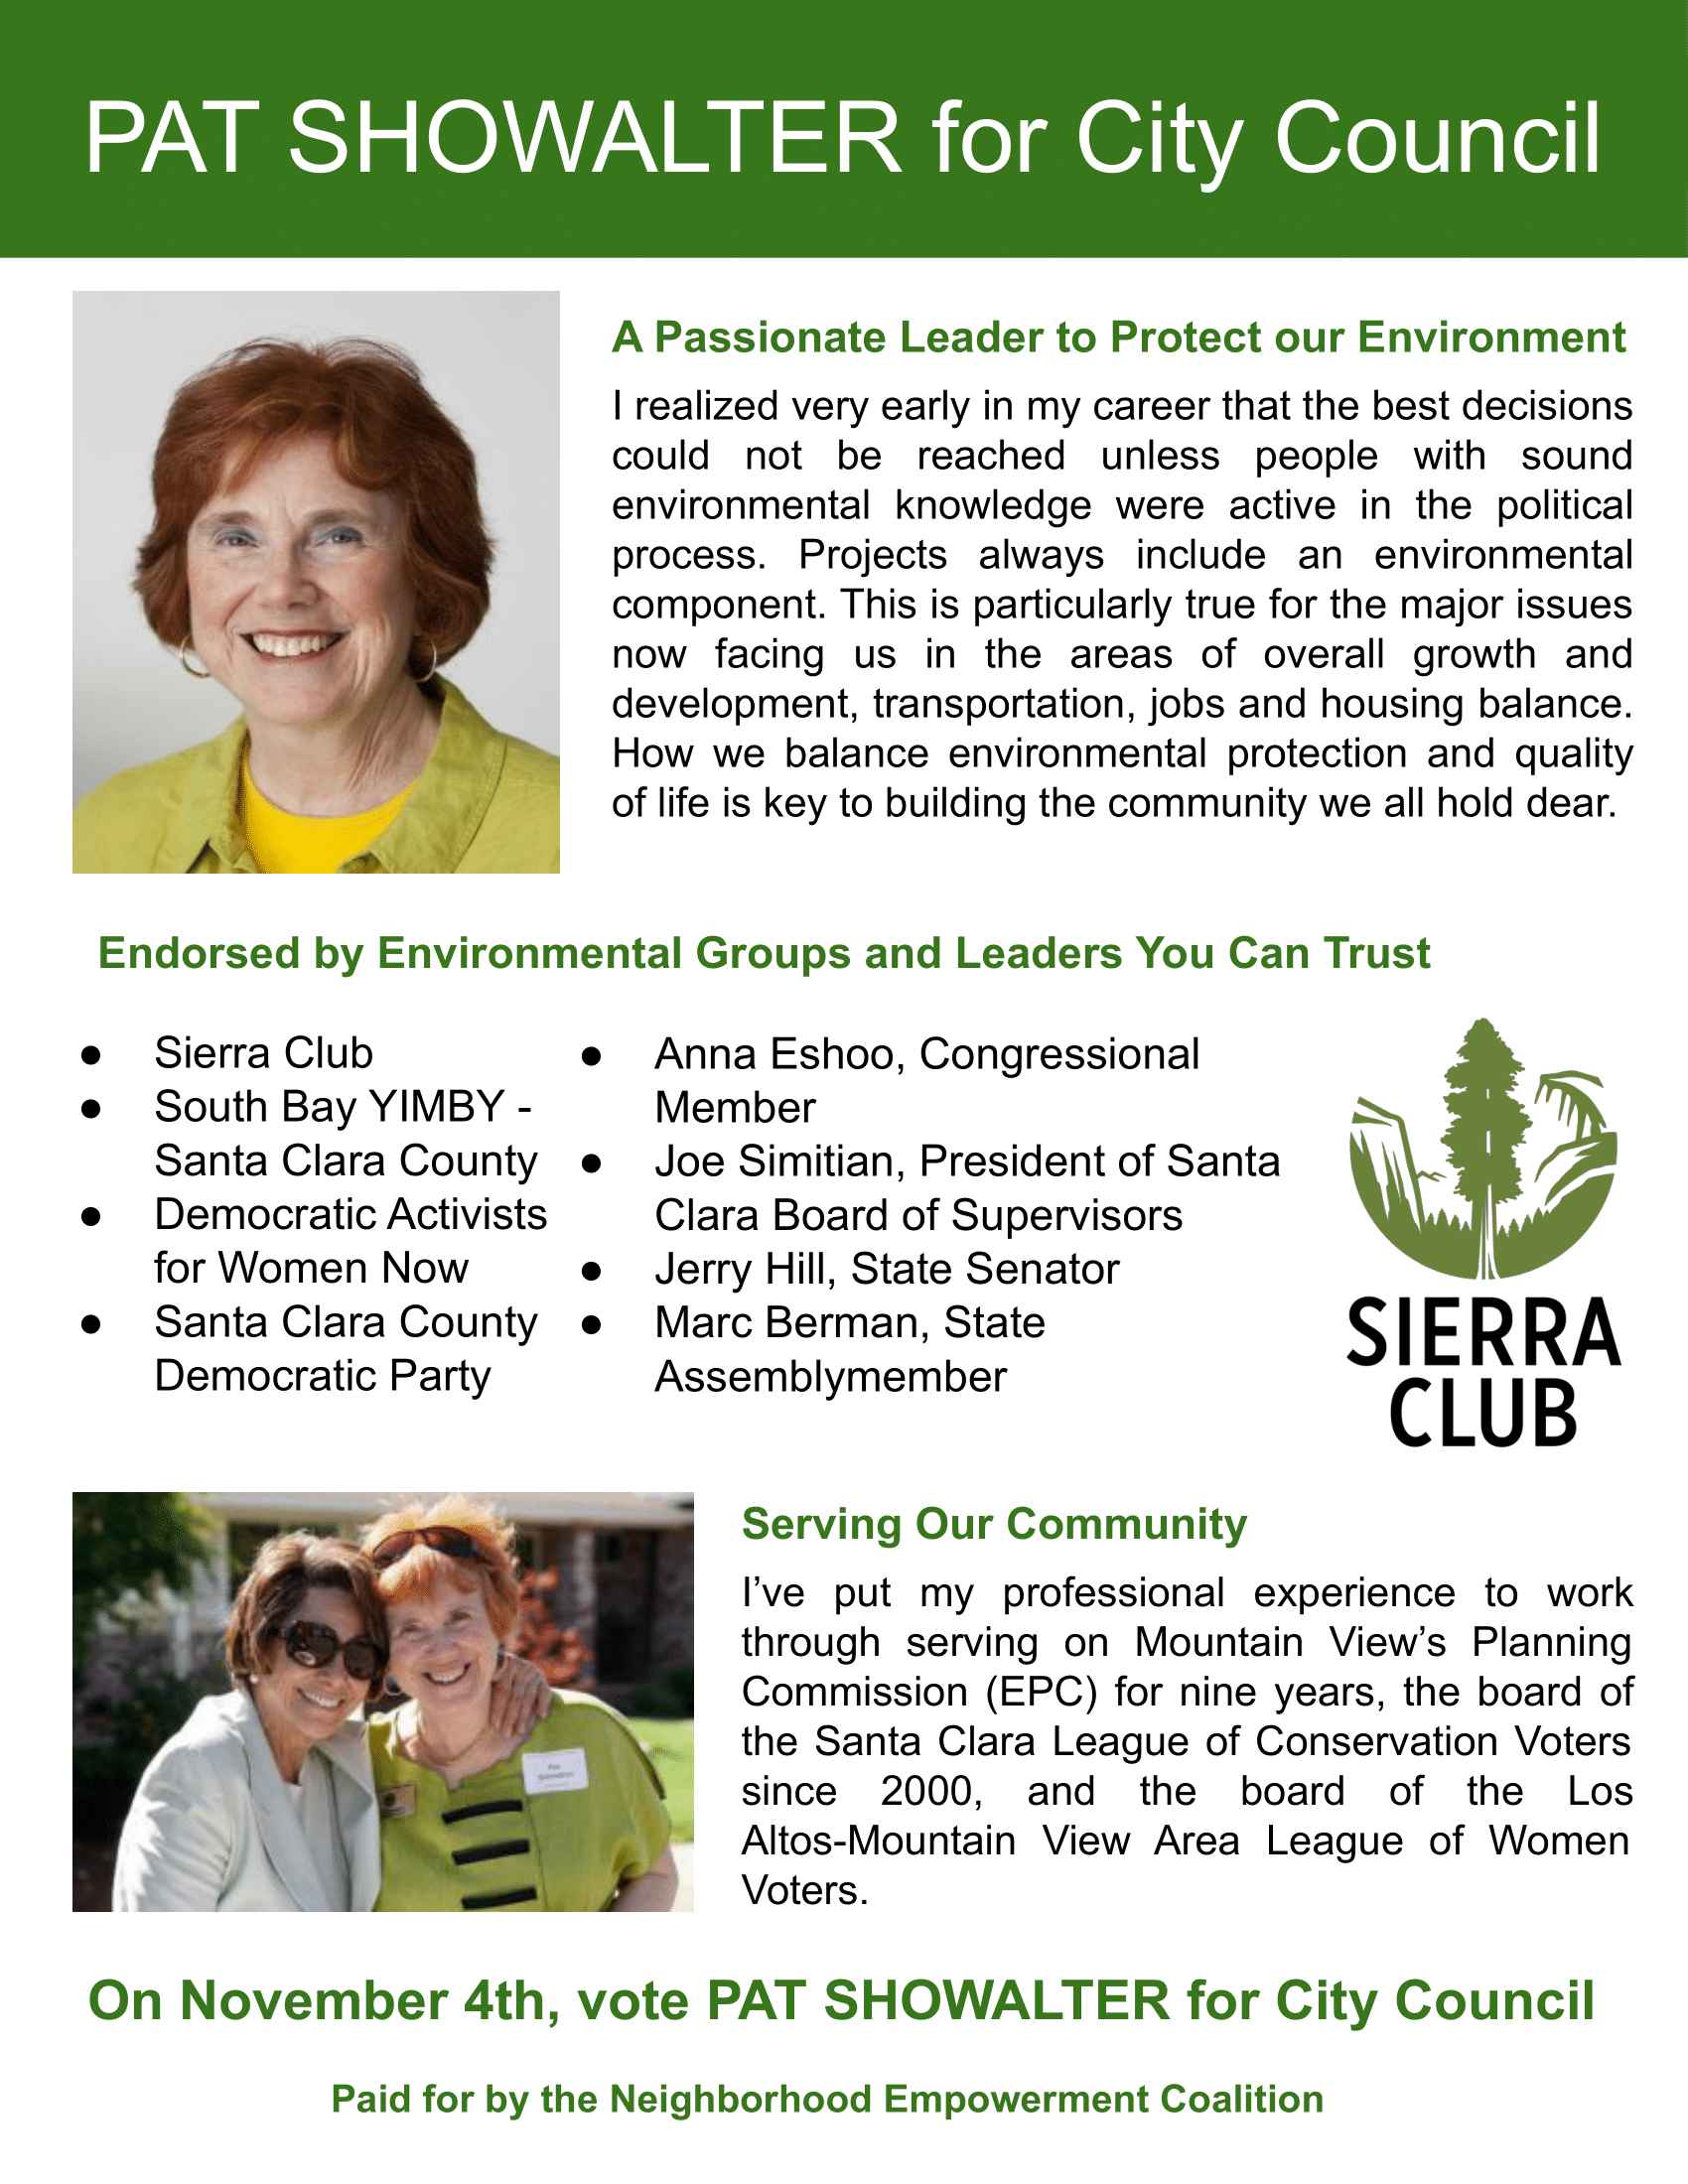 PAT SHOWALTER for City Council
A Passionate Leader to Protect our Environment
I realized very early in my career that the best decisions
could not be reached unless people with sound
environmental knowledge were active in the political
process. Projects always include an environmental
component. This is particularly true for the major issues
now facing us in the areas of overall growth and
development, transportation, jobs and housing balance.
How we balance environmental protection and quality
of life is key to building the community we all hold dear.
Endorsed by Environmental Groups and Leaders You Can Trust
● Sierra Club
● South Bay YIMBY -
Santa Clara County
● Democratic Activists
for Women Now
● Santa Clara County
Democratic Party
● Anna Eshoo, Congressional
Member
● Joe Simitian, President of Santa
Clara Board of Supervisors
● Jerry Hill, State Senator
● Marc Berman, State
Assemblymember
SIERRA
CLUB
Serving Our Community
I’ve put my professional experience to work
through serving on Mountain View’s Planning
Commission (EPC) for nine years, the board of
the Santa Clara League of Conservation Voters
since 2000, and the board of the Los
Altos-Mountain View Area League of Women
Voters.
On November 4th, vote PAT SHOWALTER for City Council
Paid for by the Neighborhood Empowerment Coalition